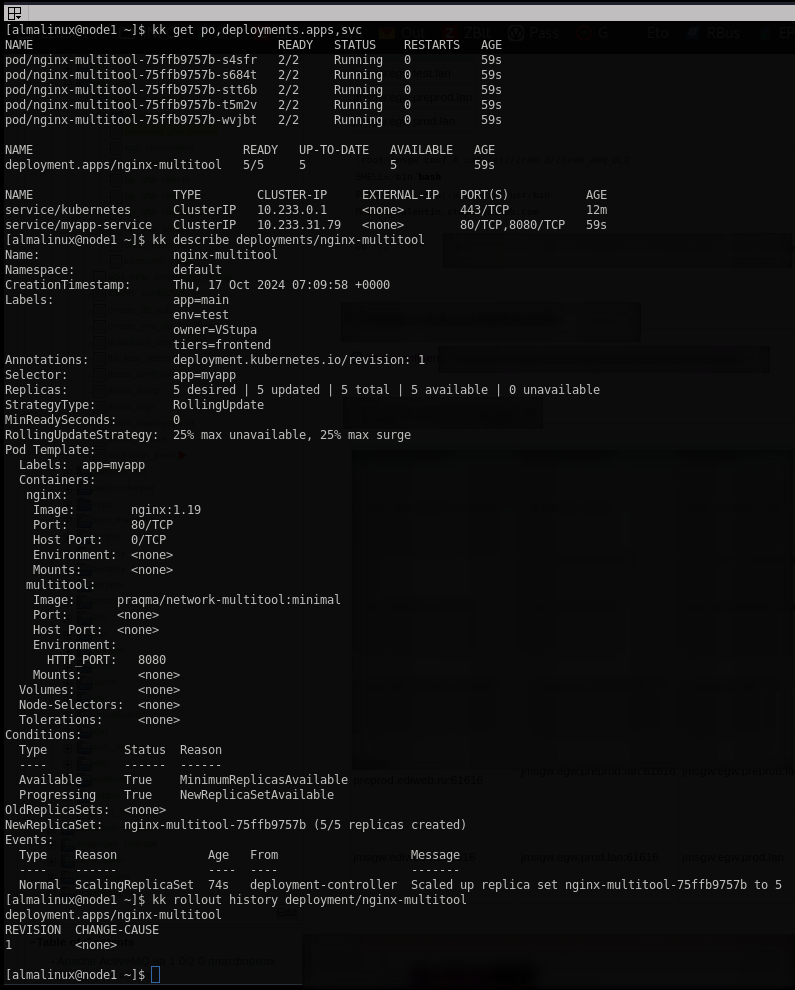 [almalinux@node1 ~]$ kk get po,deployments.apps,svc
NAME                                   READY   STATUS    RESTARTS   AGE
pod/nginx-multitool-75ffb9757b-s4sfr   2/2     Running   0          59s
pod/nginx-multitool-75ffb9757b-s684t   2/2     Running   0          59s
pod/nginx-multitool-75ffb9757b-stt6b   2/2     Running   0          59s
pod/nginx-multitool-75ffb9757b-t5m2v   2/2     Running   0          59s
pod/nginx-multitool-75ffb9757b-wvjbt   2/2     Running   0          59s

NAME                              READY   UP-TO-DATE   AVAILABLE   AGE
deployment.apps/nginx-multitool   5/5     5            5           59s

NAME                    TYPE        CLUSTER-IP     EXTERNAL-IP   PORT(S)           AGE
service/kubernetes      ClusterIP   10.233.0.1     <none>        443/TCP           12m
service/myapp-service   ClusterIP   10.233.31.79   <none>        80/TCP,8080/TCP   59s
[almalinux@node1 ~]$ kk describe deployments/nginx-multitool
Name:                   nginx-multitool
Namespace:              default
CreationTimestamp:      Thu, 17 Oct 2024 07:09:58 +0000
Labels:                 app=main
                        env=test
                        owner=VStupa
                        tiers=frontend
Annotations:            deployment.kubernetes.io/revision: 1
Selector:               app=myapp
Replicas:               5 desired | 5 updated | 5 total | 5 available | 0 unavailable
StrategyType:           RollingUpdate
MinReadySeconds:        0
RollingUpdateStrategy:  25% max unavailable, 25% max surge
Pod Template:
  Labels:  app=myapp
  Containers:
   nginx:
    Image:        nginx:1.19
    Port:         80/TCP
    Host Port:    0/TCP
    Environment:  <none>
    Mounts:       <none>
   multitool:
    Image:      praqma/network-multitool:minimal
    Port:       <none>
    Host Port:  <none>
    Environment:
      HTTP_PORT:   8080
    Mounts:        <none>
  Volumes:         <none>
  Node-Selectors:  <none>
  Tolerations:     <none>
Conditions:
  Type           Status  Reason
  ----           ------  ------
  Available      True    MinimumReplicasAvailable
  Progressing    True    NewReplicaSetAvailable
OldReplicaSets:  <none>
NewReplicaSet:   nginx-multitool-75ffb9757b (5/5 replicas created)
Events:
  Type    Reason             Age   From                   Message
  ----    ------             ----  ----                   -------
  Normal  ScalingReplicaSet  74s   deployment-controller  Scaled up replica set nginx-multitool-75ffb9757b to 5
[almalinux@node1 ~]$ kk rollout history deployment/nginx-multitool
deployment.apps/nginx-multitool
REVISION  CHANGE-CAUSE
1         <none>

[almalinux@node1 ~]$